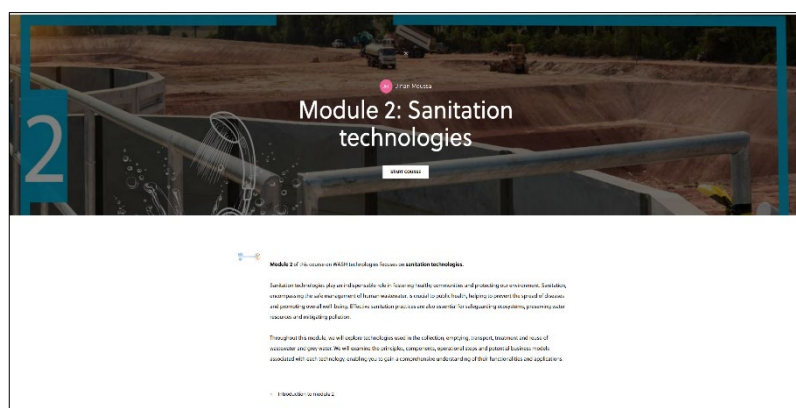 2
Jinan Moussa
Module 2: Sanitation
technologies
START COURSE
Module 2 of this course on WASH technologies focuses on sanitation technologies.
Sanitation technologies play an indispensable role in fostering healthy communities and protecting our environment. Sanitation,
encompassing the safe management of human wastewater, is crucial to public health, helping to prevent the spread of diseases
and promoting overall well-being. Effective sanitation practices are also essential for safeguarding ecosystems, preserving water
resources and mitigating pollution.
Throughout this module, we will explore technologies used in the collection, emptying, transport, treatment and reuse of
wastewater and greywater. We will examine the principles, components, operational steps and potential business models
associated with each technology, enabling you to gain a comprehensive understanding of their functionalities and applications.
Introduction to module 2